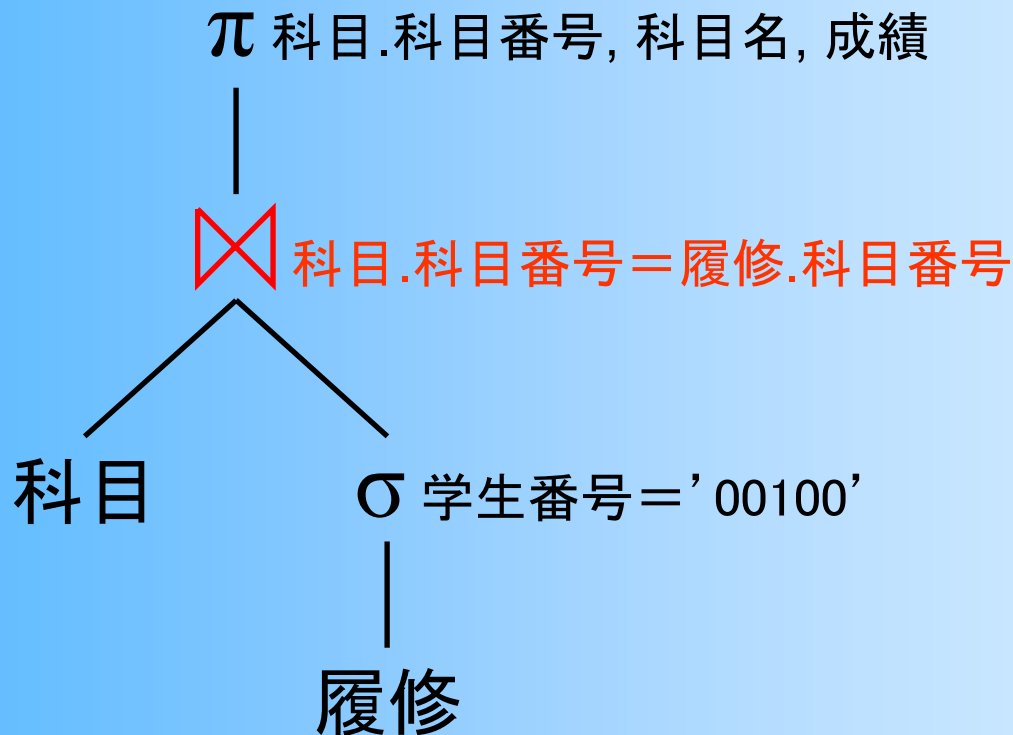 π 科目.科目番号, 科目名, 成績
⋈ 科目.科目番号＝履修.科目番号
科目
σ 学生番号＝’00100’
履修